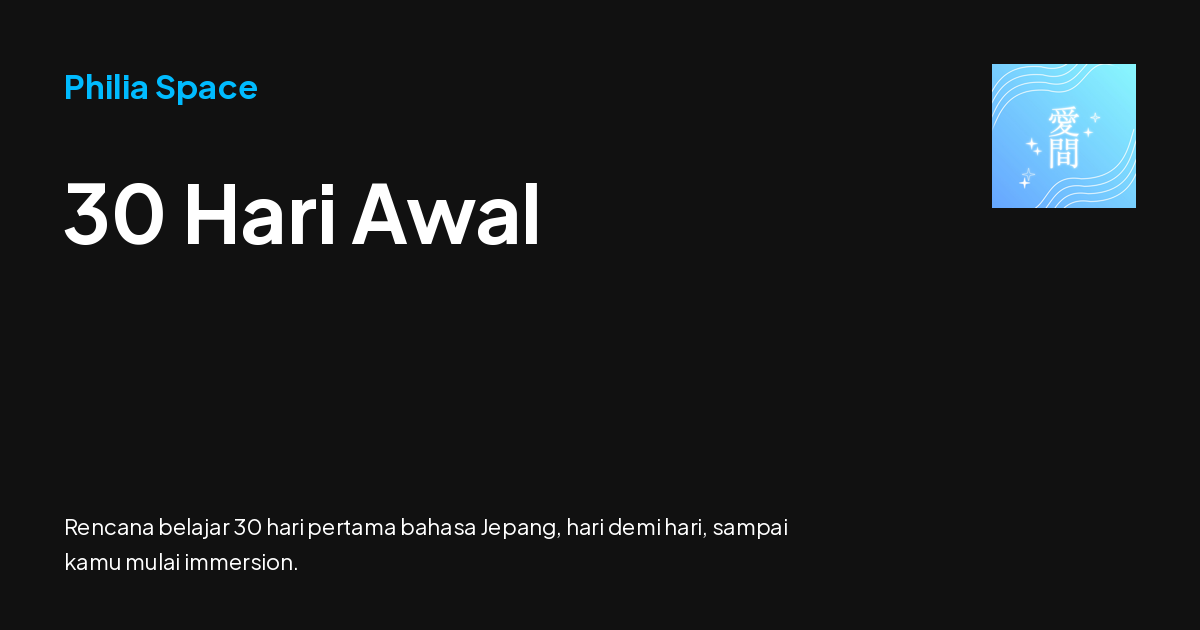 Philia Space
愛
間
30 Hari Awal
Rencana belajar 30 hari pertama bahasa Jepang, hari demi hari, sampai
kamu mulai immersion.